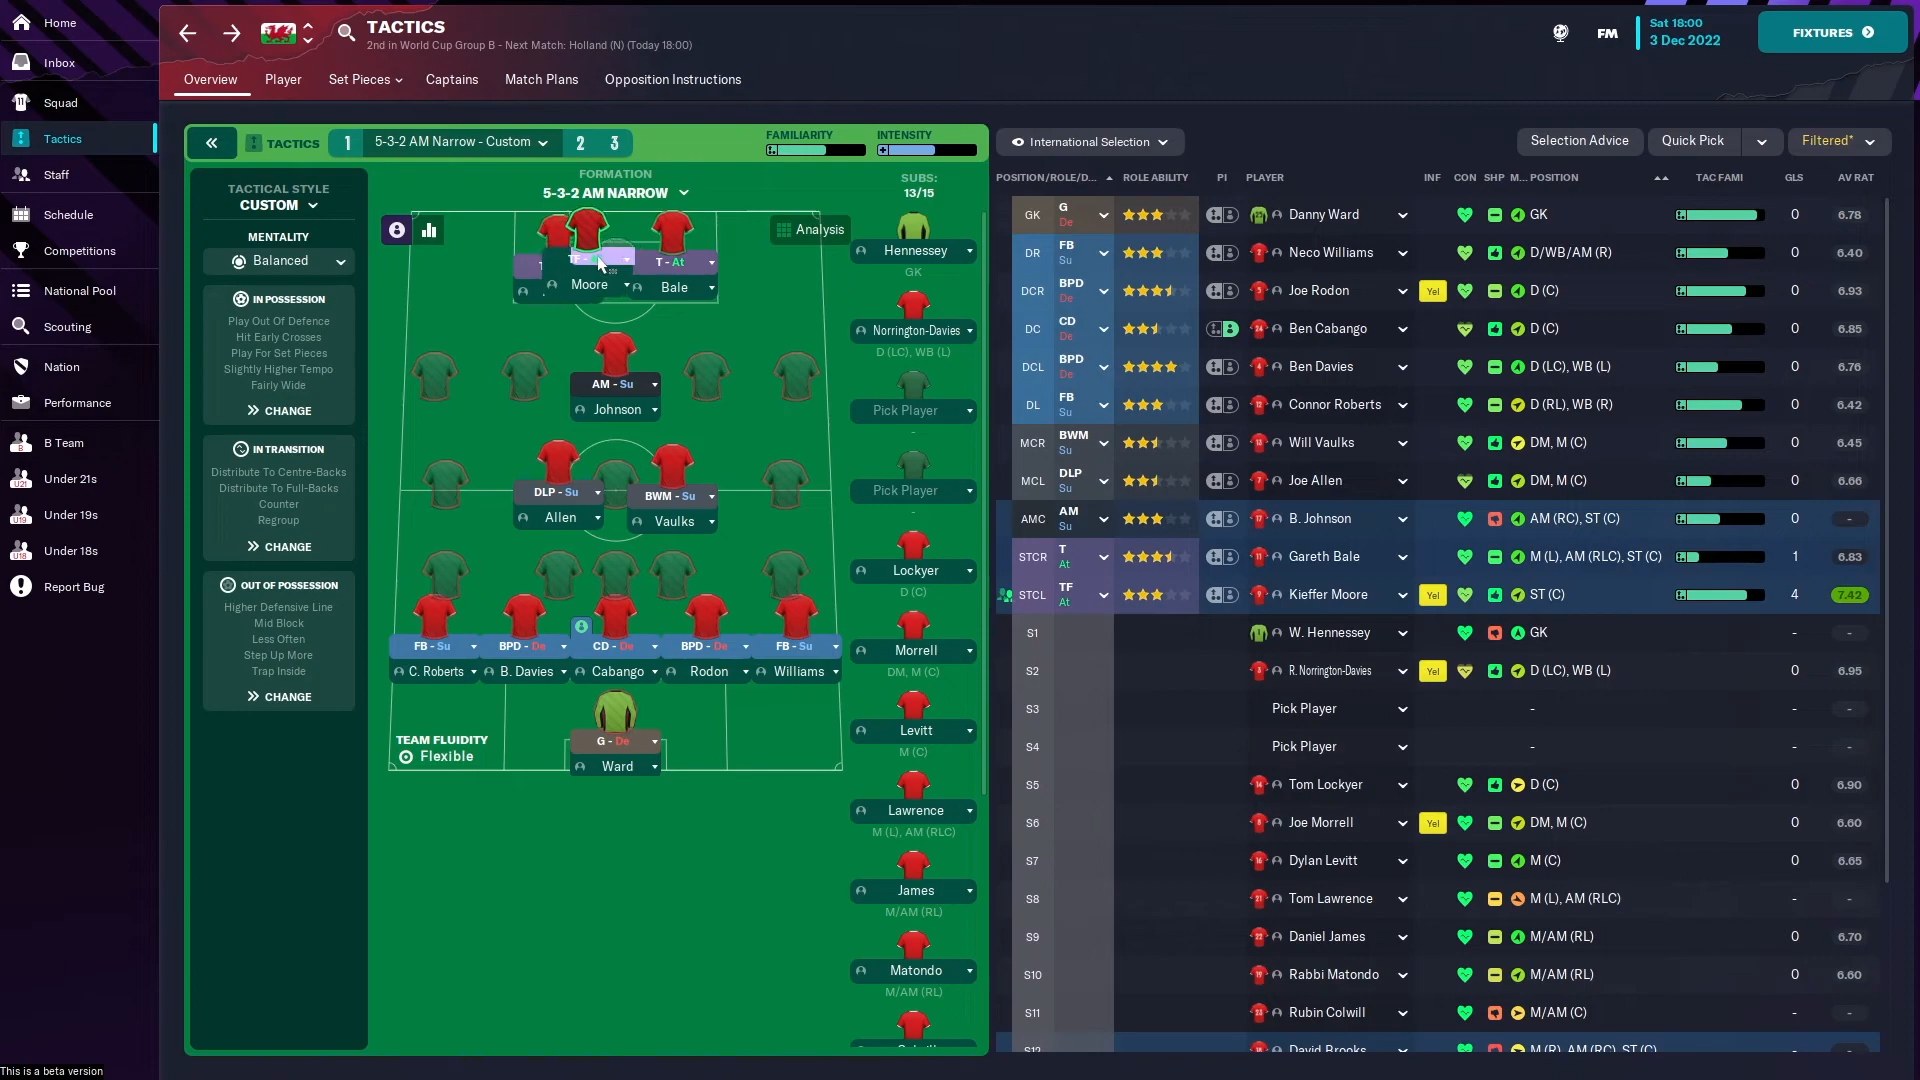 Home
Inbox
Squad
Tactics
Staff
Schedule
Competitions
National Pool
Scouting
Nation
Performance
B Team
Under 21s
Under 19s
Under 18s
Report Bug
This is a beta version
TACTICS
2nd in World Cup Group B - Next Match: Holland (N) (Today 18:00)
FM
Sat 18:00
3 Dec 2022
FIXTURES
Overview
Player
Set Pieces
Captains
Match Plans
Opposition Instructions
TACTICS
1
5-3-2 AM Narrow - Custom
2
3
FAMILIARITY
INTENSITY
TACTICAL STYLE
CUSTOM
MENTALITY
Balanced
IN POSSESSION
Play Out Of Defence
Hit Early Crosses
Play For Set Pieces
Slightly Higher Tempo
Fairly Wide
CHANGE
IN TRANSITION
Distribute To Centre-Backs
Distribute To Full-Backs
Counter
Regroup
CHANGE
OUT OF POSSESSION
Higher Defensive Line
Mid Block
Less Often
Step Up More
Trap Inside
CHANGE
FORMATION
5-3-2 AM NARROW
Analysis
Moore
T - At
Bale
AM - Su
Johnson
DLP - Su
Allen
BWM - Su
Vaulks
FB - Su
C. Roberts
BPD - De
B. Davies
CD - De
Cabango
BPD - De
Rodon
FB - Su
Williams
G - De
Ward
TEAM FLUIDITY
Flexible
SUBS:
13/15
Hennessey
GK
Norrington-Davies
D (LC), WB (L)
Pick Player
-
Pick Player
-
Lockyer
D (C)
Morrell
DM, M (C)
Levitt
M (C)
Lawrence
M (L), AM (RLC)
James
M/AM (RL)
Matondo
M/AM (RL)
International Selection
Selection Advice
Quick Pick
Filtered*
POSITION/ROLE/D... ROLE ABILITY PI PLAYER INF CON SHP M... POSITION TAC FAMI GLS AV RAT
GK G De Danny Ward GK 0 6.78
DR FB Su Neco Williams D/WB/AM (R) 0 6.40
DCR BPD De Joe Rodon Yel D (C) 0 6.93
DC CD De Ben Cabango D (C) 0 6.85
DCL BPD De Ben Davies D (LC), WB (L) 0 6.76
DL FB Su Connor Roberts D (RL), WB (R) 0 6.42
MCR BWM Su Will Vaulks DM, M (C) 0 6.45
MCL DLP Su Joe Allen DM, M (C) 0 6.66
AMC AM Su B. Johnson AM (RC), ST (C) 0 -
STCR T At Gareth Bale M (L), AM (RLC), ST (C) 1 6.83
STCL TF At Kieffer Moore Yel ST (C) 4 7.42
S1 W. Hennessey GK - -
S2 R. Norrington-Davies Yel D (LC), WB (L) 0 6.95
S3 Pick Player - - -
S4 Pick Player - - -
S5 Tom Lockyer D (C) 0 6.90
S6 Joe Morrell Yel DM, M (C) 0 6.60
S7 Dylan Levitt M (C) 0 6.65
S8 Tom Lawrence M (L), AM (RLC) - -
S9 Daniel James M/AM (RL) 0 6.70
S10 Rabbi Matondo M/AM (RL) 0 6.60
S11 Rubin Colwill M/AM (C) - -
S12 David Brooks M (R), AM (RC), ST (C) - -